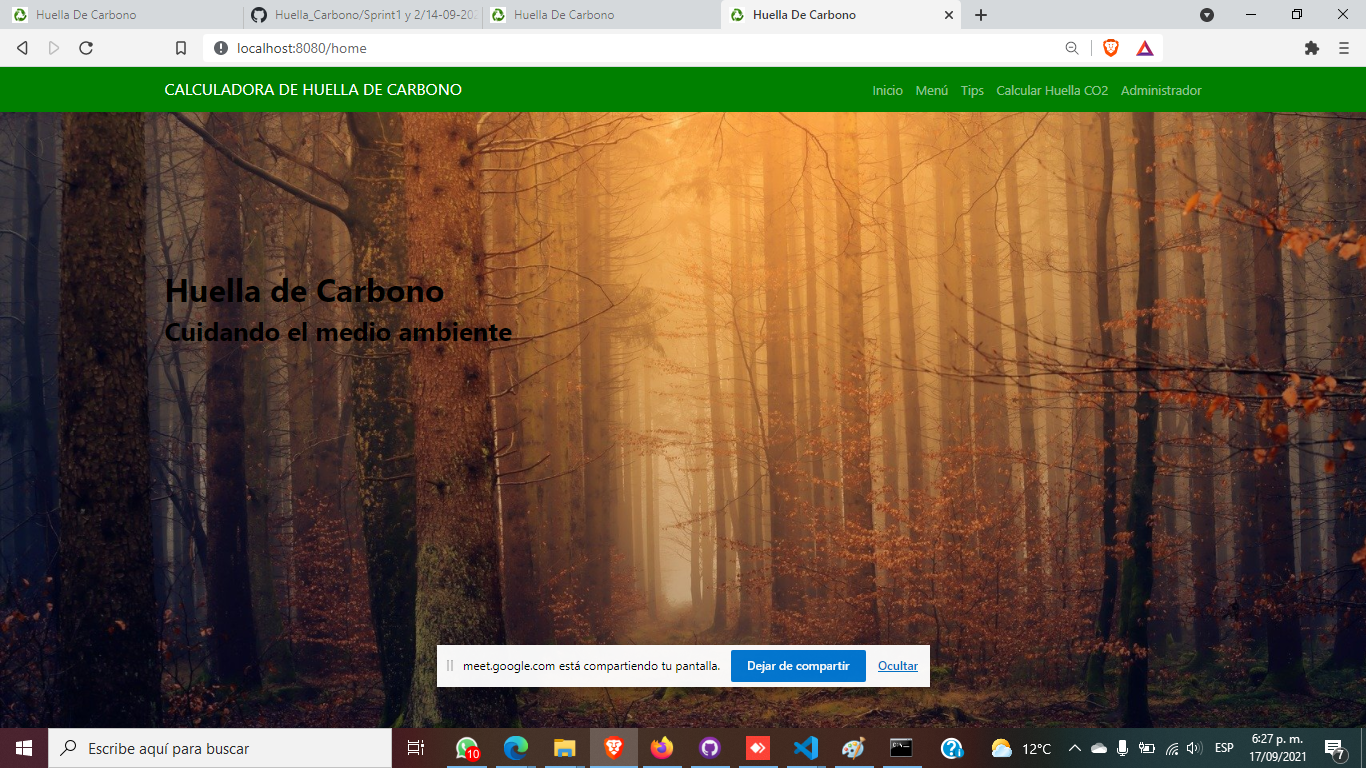 Huella De Carbono
Huella_Carbono/Sprint1 y 2/14-09-202
Huella De Carbono
Huella De Carbono
localhost:8080/home
CALCULADORA DE HUELLA DE CARBONO
Inicio Menú Tips Calcular Huella CO2 Administrador
Huella de Carbono
Cuidando el medio ambiente
meet.google.com está compartiendo tu pantalla. Dejar de compartir Ocultar
Escribe aquí para buscar
10
12°C
ESP
6:27 p. m.
17/09/2021
7